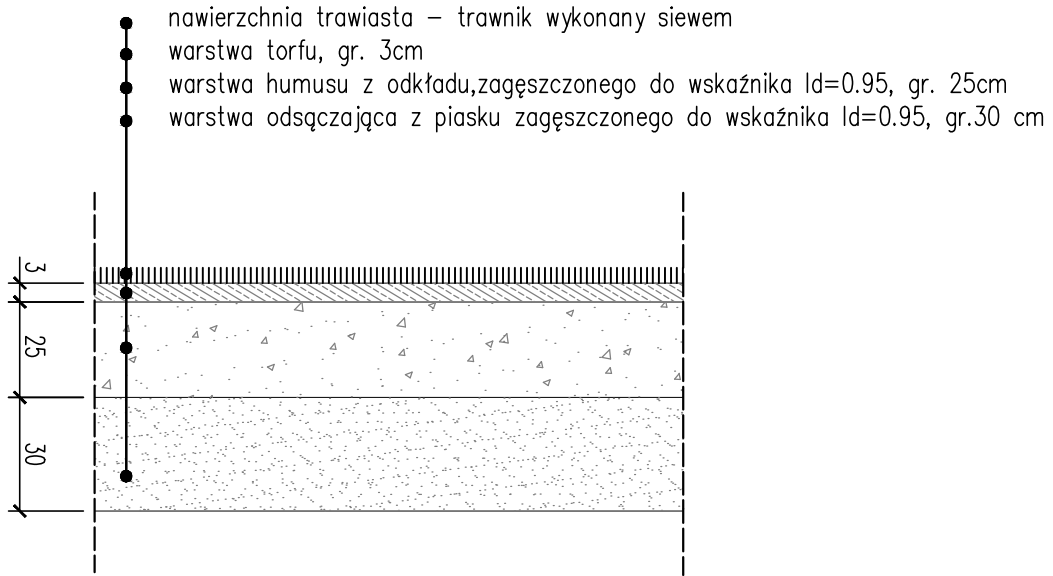 nawierzchnia trawiasta – trawnik wykonany siewem
warstwa torfu, gr. 3cm
warstwa humusu z odkładu,zagęszczonego do wskaźnika Id=0.95, gr. 25cm
warstwa odsączająca z piasku zagęszczonego do wskaźnika Id=0.95, gr.30 cm
3
25
30